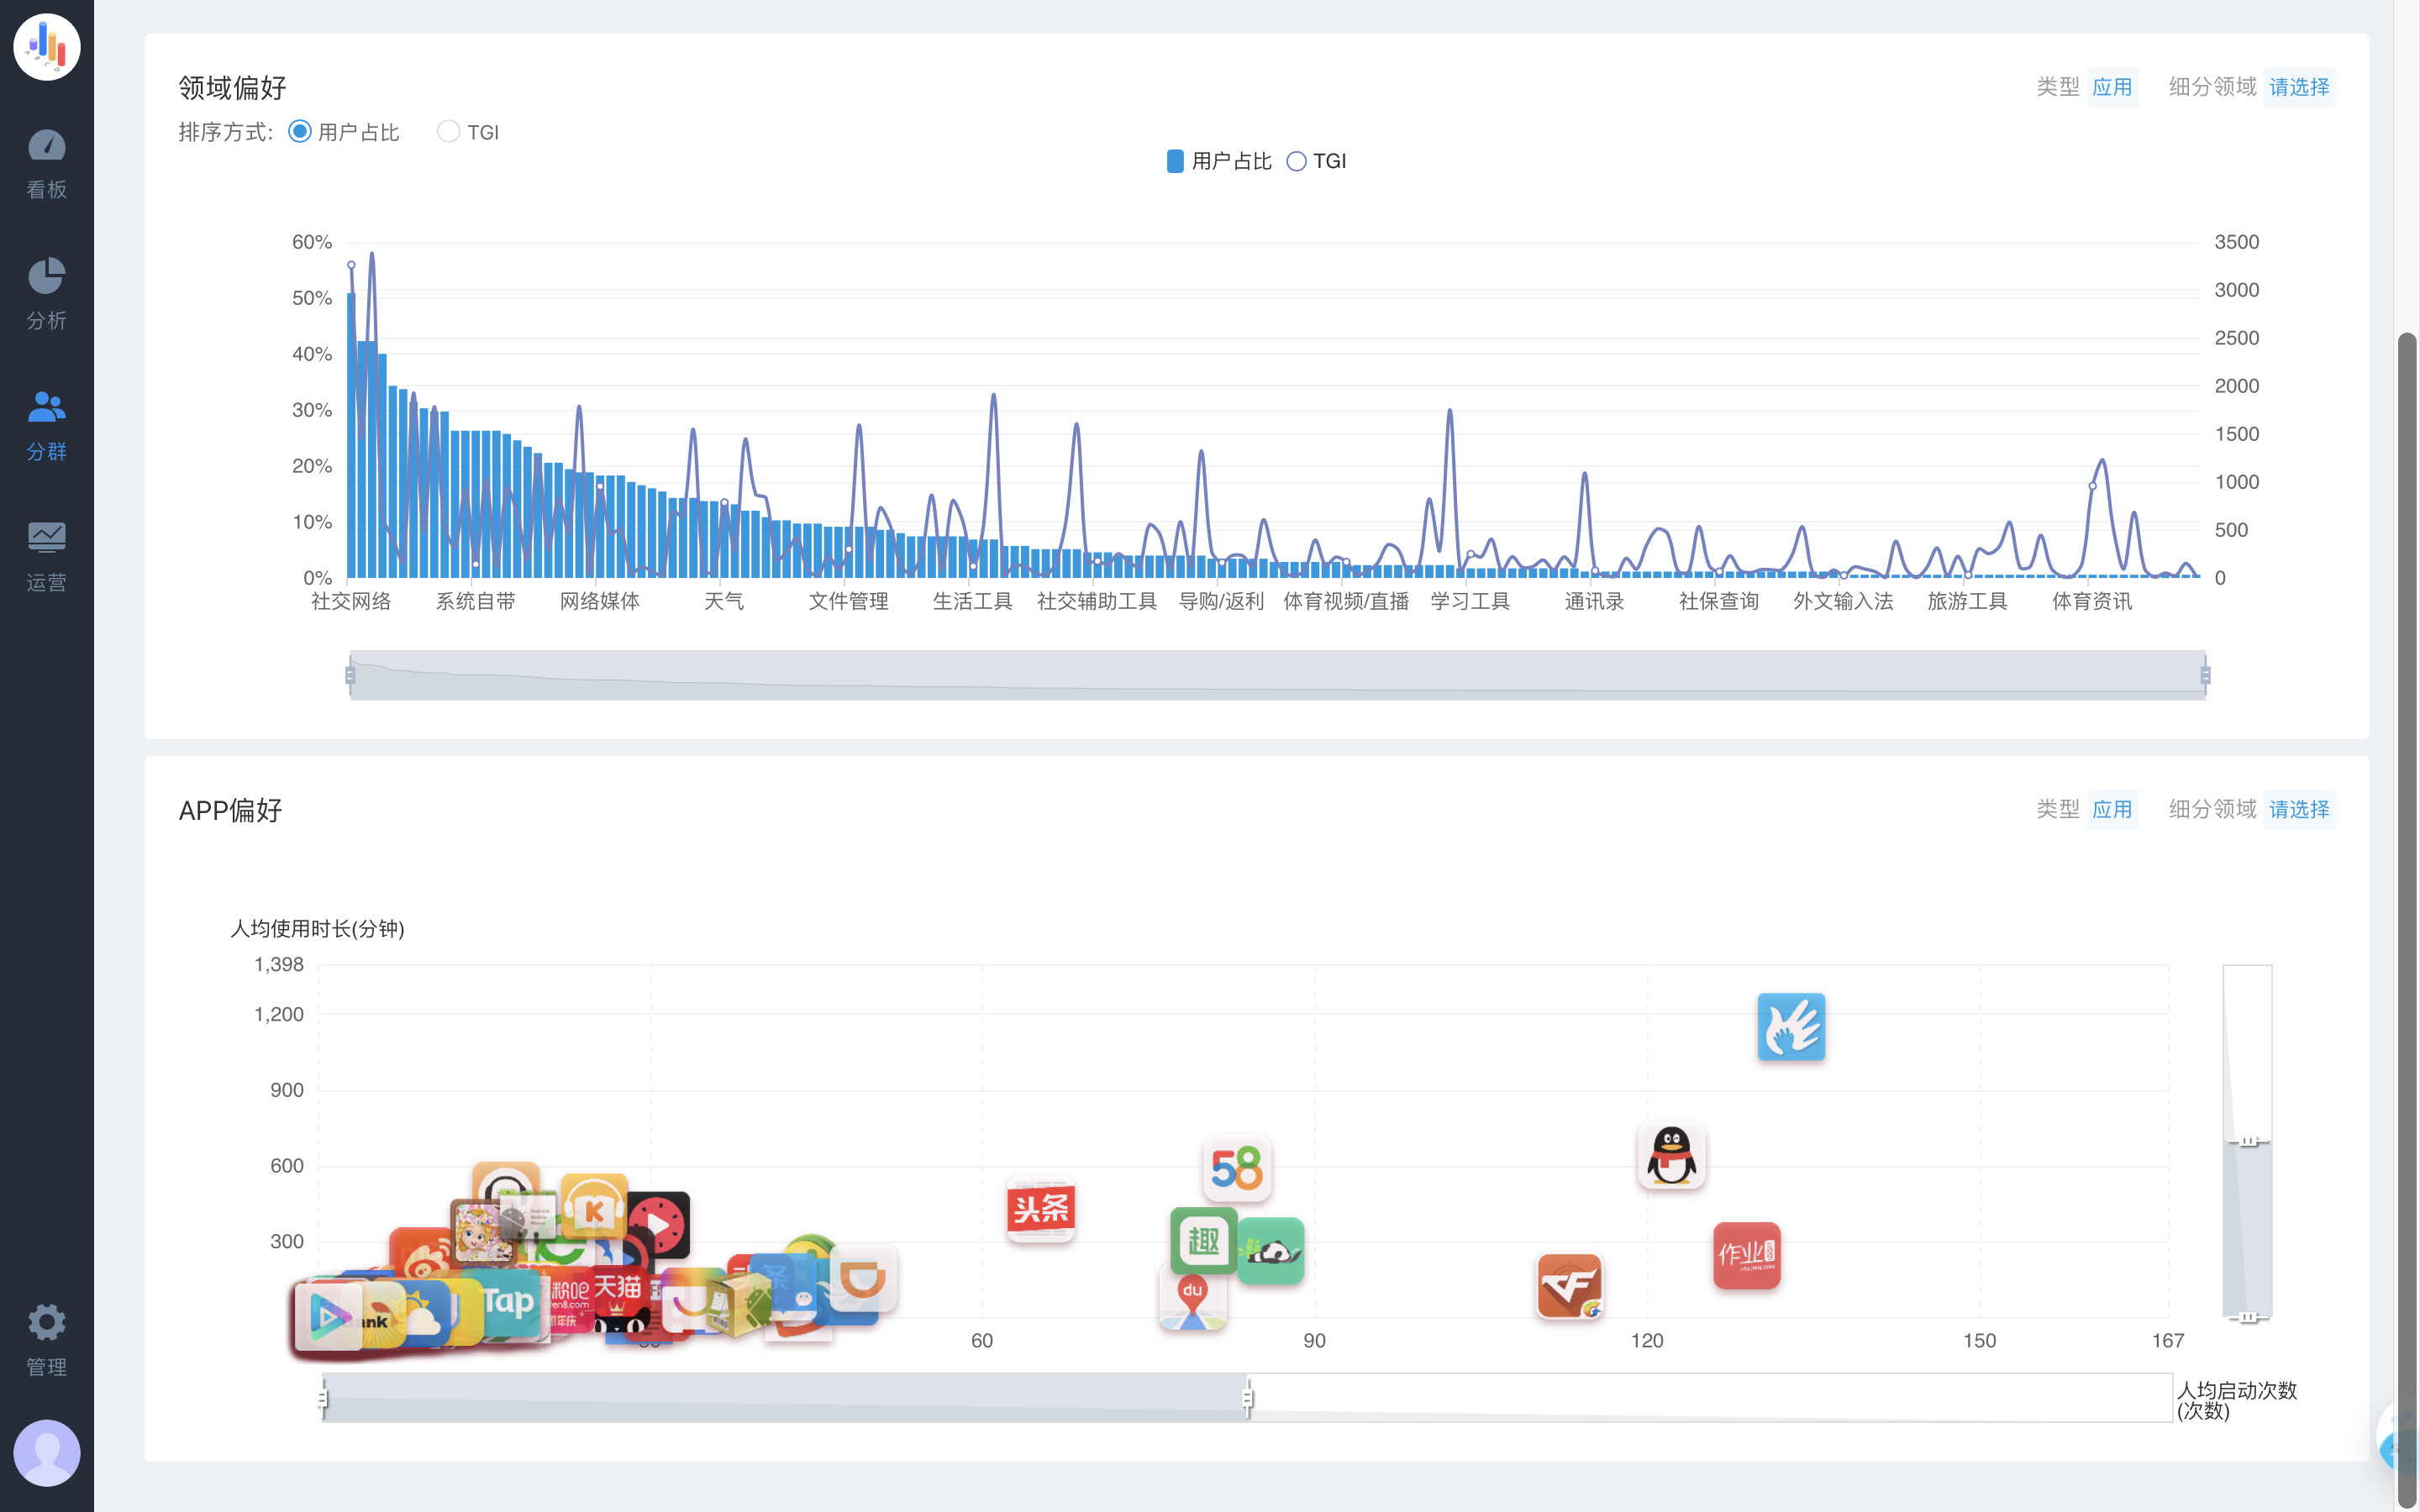 看板
分析
分群
运营
管理
领域偏好
类型 应用 细分领域 请选择
排序方式: 用户占比 TGI
用户占比 TGI
60%
50%
40%
30%
20%
10%
0%
3500
3000
2500
2000
1500
1000
500
0
社交网络 系统自带 网络媒体 天气 文件管理 生活工具 社交辅助工具 导购/返利 体育视频/直播 学习工具 通讯录 社保查询 外文输入法 旅游工具 体育资讯
APP偏好
类型 应用 细分领域 请选择
人均使用时长(分钟)
1,398
1,200
900
600
300
58
头条
趣
du
作业
CF
K
天猫
Tap
60 90 120 150 167
人均启动次数
(次数)